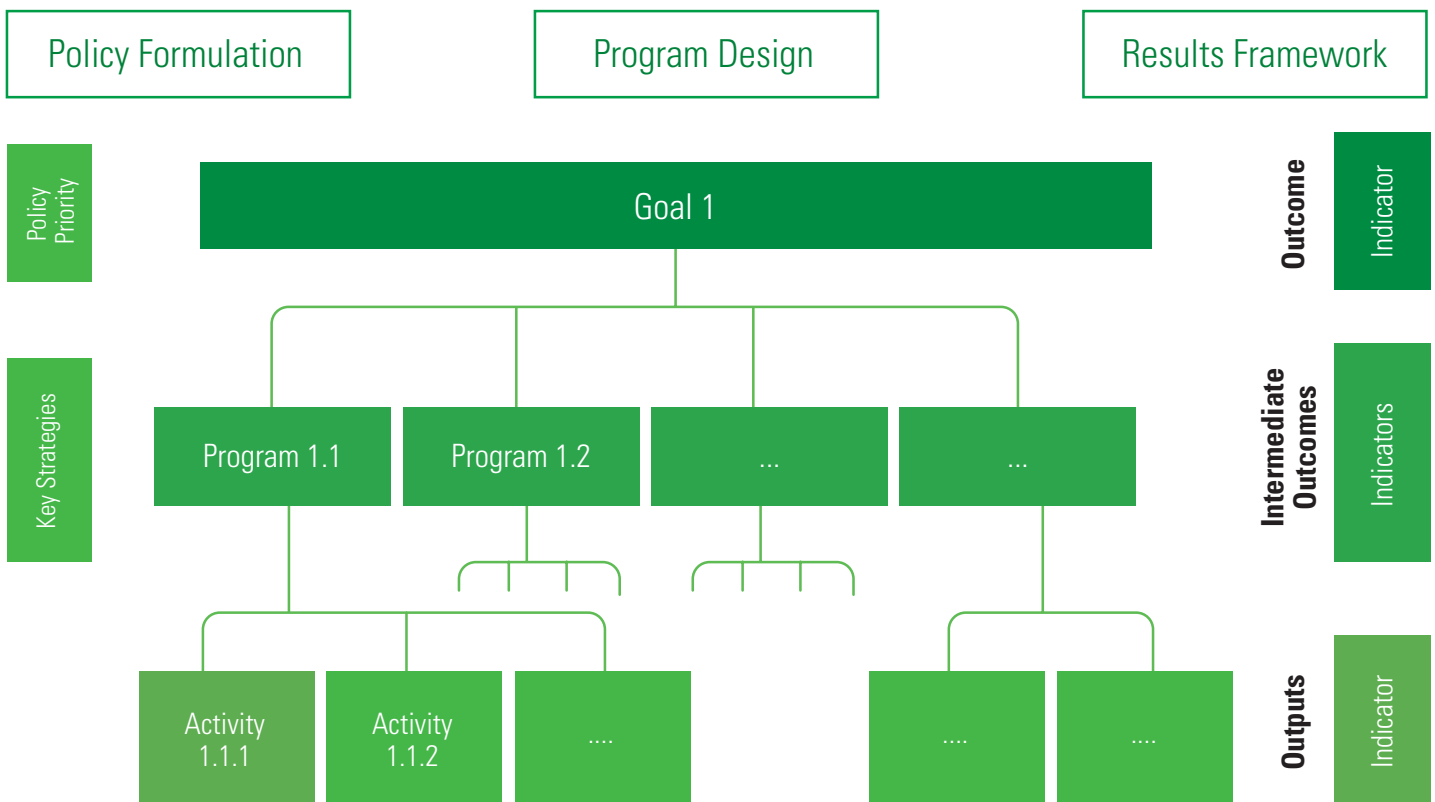 Policy Formulation
Program Design
Results Framework
Policy
Priority
Goal 1
Outcome
Indicator
Key Strategies
Program 1.1
Program 1.2
...
...
Intermediate
Outcomes
Indicators
Activity
1.1.1
Activity
1.1.2
....
....
....
Outputs
Indicator